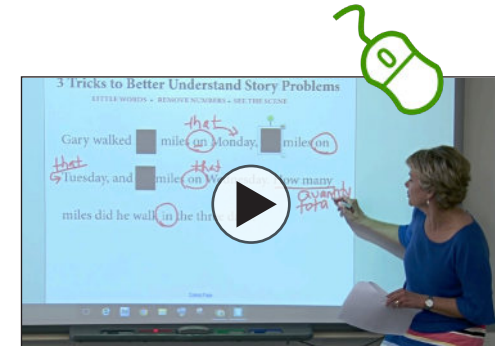 3 Tricks to Better Understand Story Problems
LITTLE WORDS • REMOVE NUMBERS • SEE THE SCENE
that
Gary walked miles on Monday, miles on
that that
Tuesday, and miles on How many
Quantity
total
miles did he walk in the three